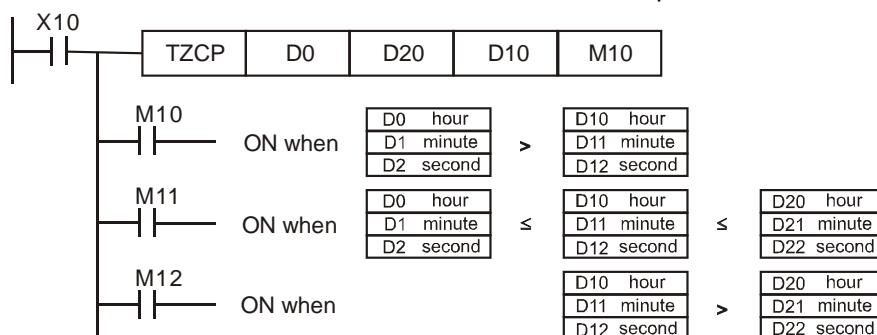 X10
TZCP D0 D20 D10 M10
M10
ON when
D0 hour
D1 minute
D2 second
>
D10 hour
D11 minute
D12 second
M11
ON when
D0 hour
D1 minute
D2 second
≤
D10 hour
D11 minute
D12 second
≤
D20 hour
D21 minute
D22 second
M12
ON when
D10 hour
D11 minute
D12 second
>
D20 hour
D21 minute
D22 second